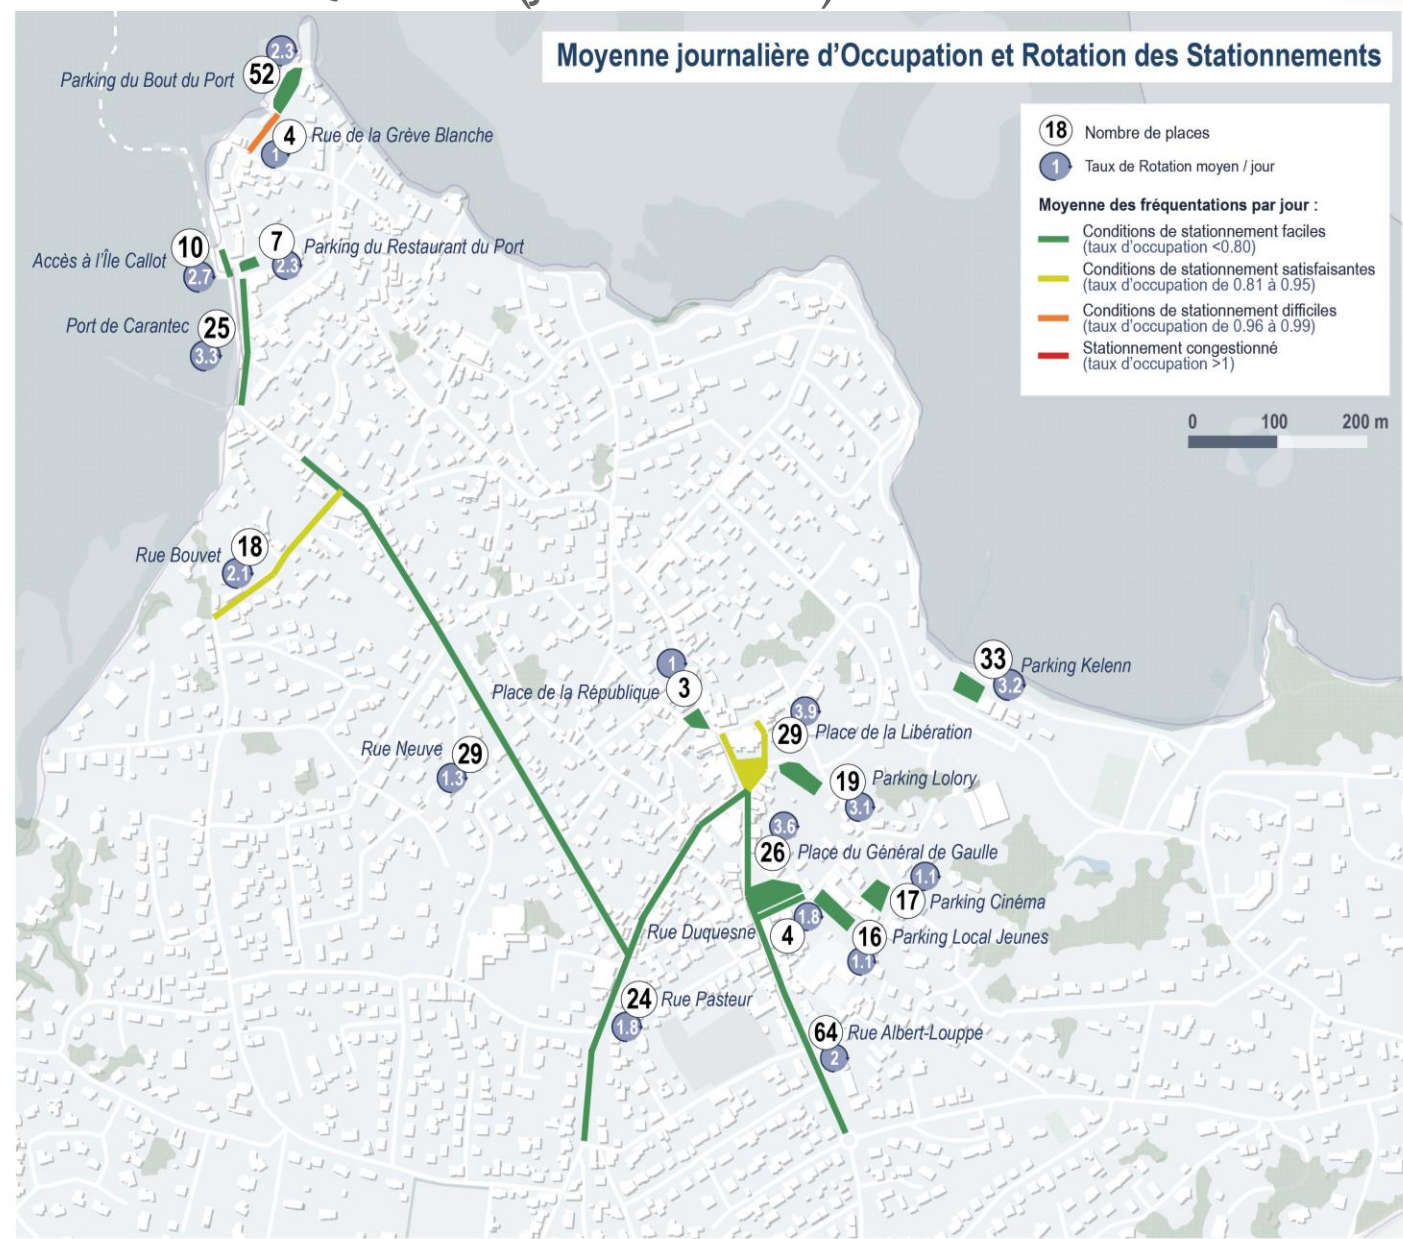 Moyenne journalière d'Occupation et Rotation des Stationnements
18 Nombre de places
1 Taux de Rotation moyen / jour
Moyenne des fréquentations par jour :
Conditions de stationnement faciles
(taux d'occupation <0.80)
Conditions de stationnement satisfaisantes
(taux d'occupation de 0.81 à 0.95)
Conditions de stationnement difficiles
(taux d'occupation de 0.96 à 0.99)
Stationnement congestionné
(taux d'occupation >1)
0 100 200 m
2.3
52
Parking du Bout du Port
4
Rue de la Grève Blanche
1
10
7
Parking du Restaurant du Port
Accès à l'Île Callot
2.7
2.3
Port de Carantec
25
3.3
Rue Bouvet
18
2.1
33
Parking Kelenn
3.2
1
Place de la République
3
3.9
29
Place de la Libération
Rue Neuve
29
1.3
19
Parking Lolory
3.1
3.6
26
Place du Général de Gaulle
1.1
17
Parking Cinéma
1.8
Rue Duquesne
4
16
Parking Local Jeunes
1.1
24
Rue Pasteur
1.8
64
Rue Albert-Louppe
2